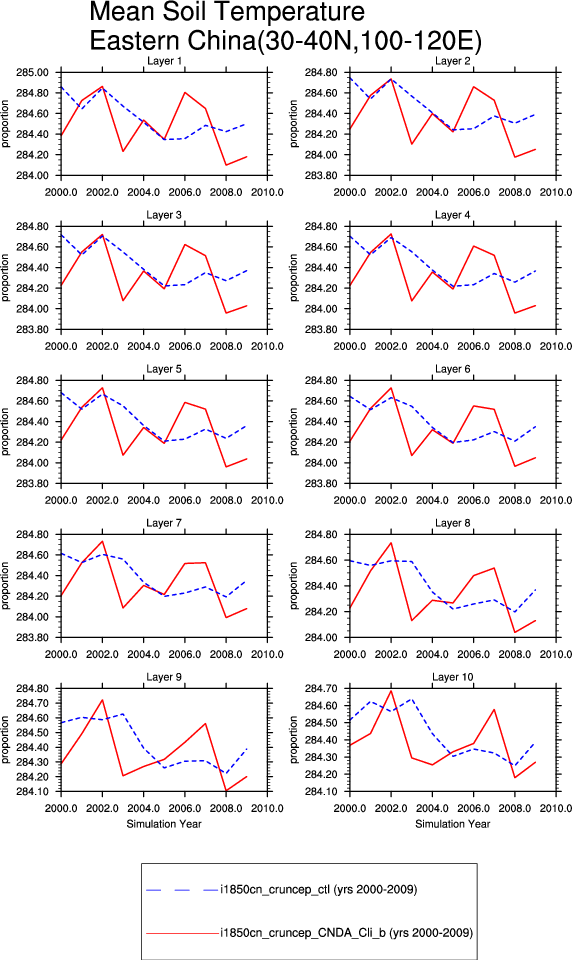 Mean Soil Temperature
Eastern China(30-40N,100-120E)
Layer 1
285.00
284.80
284.60
284.40
284.20
284.00
proportion
2000.0 2002.0 2004.0 2006.0 2008.0 2010.0
Layer 2
284.80
284.60
284.40
284.20
284.00
283.80
proportion
2000.0 2002.0 2004.0 2006.0 2008.0 2010.0
Layer 3
284.80
284.60
284.40
284.20
284.00
283.80
proportion
2000.0 2002.0 2004.0 2006.0 2008.0 2010.0
Layer 4
284.80
284.60
284.40
284.20
284.00
283.80
proportion
2000.0 2002.0 2004.0 2006.0 2008.0 2010.0
Layer 5
284.80
284.60
284.40
284.20
284.00
283.80
proportion
2000.0 2002.0 2004.0 2006.0 2008.0 2010.0
Layer 6
284.80
284.60
284.40
284.20
284.00
283.80
proportion
2000.0 2002.0 2004.0 2006.0 2008.0 2010.0
Layer 7
284.80
284.60
284.40
284.20
284.00
283.80
proportion
2000.0 2002.0 2004.0 2006.0 2008.0 2010.0
Layer 8
284.80
284.60
284.40
284.20
284.00
proportion
2000.0 2002.0 2004.0 2006.0 2008.0 2010.0
Layer 9
284.80
284.70
284.60
284.50
284.40
284.30
284.20
284.10
proportion
2000.0 2002.0 2004.0 2006.0 2008.0 2010.0
Simulation Year
Layer 10
284.70
284.60
284.50
284.40
284.30
284.20
284.10
proportion
2000.0 2002.0 2004.0 2006.0 2008.0 2010.0
Simulation Year
i1850cn_cruncep_ctl (yrs 2000-2009)
i1850cn_cruncep_CNDA_Cli_b (yrs 2000-2009)